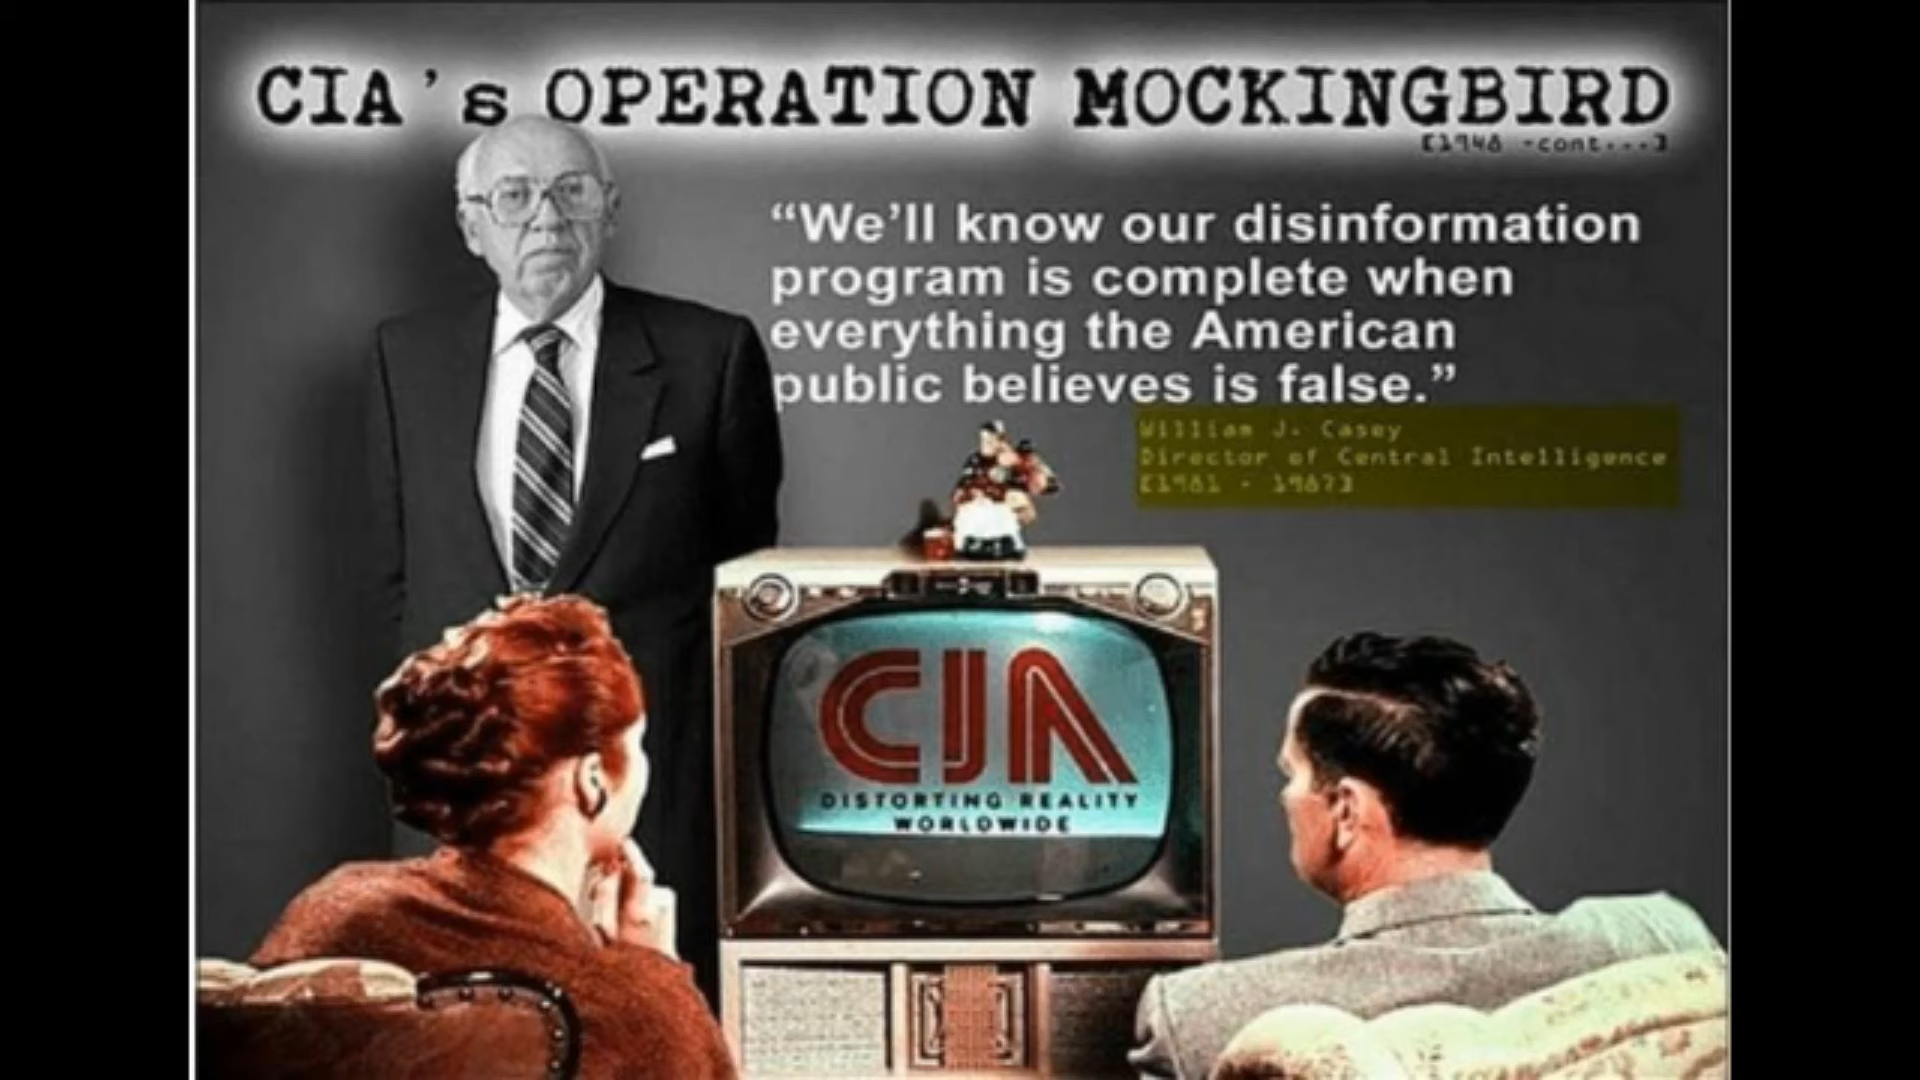 CIA's OPERATION MOCKINGBIRD
[1948 -cont...]
“We’ll know our disinformation
program is complete when
everything the American
public believes is false.”
William J. Casey
Director of Central Intelligence
[1981 - 1987]
CIA
DISTORTING REALITY
WORLDWIDE